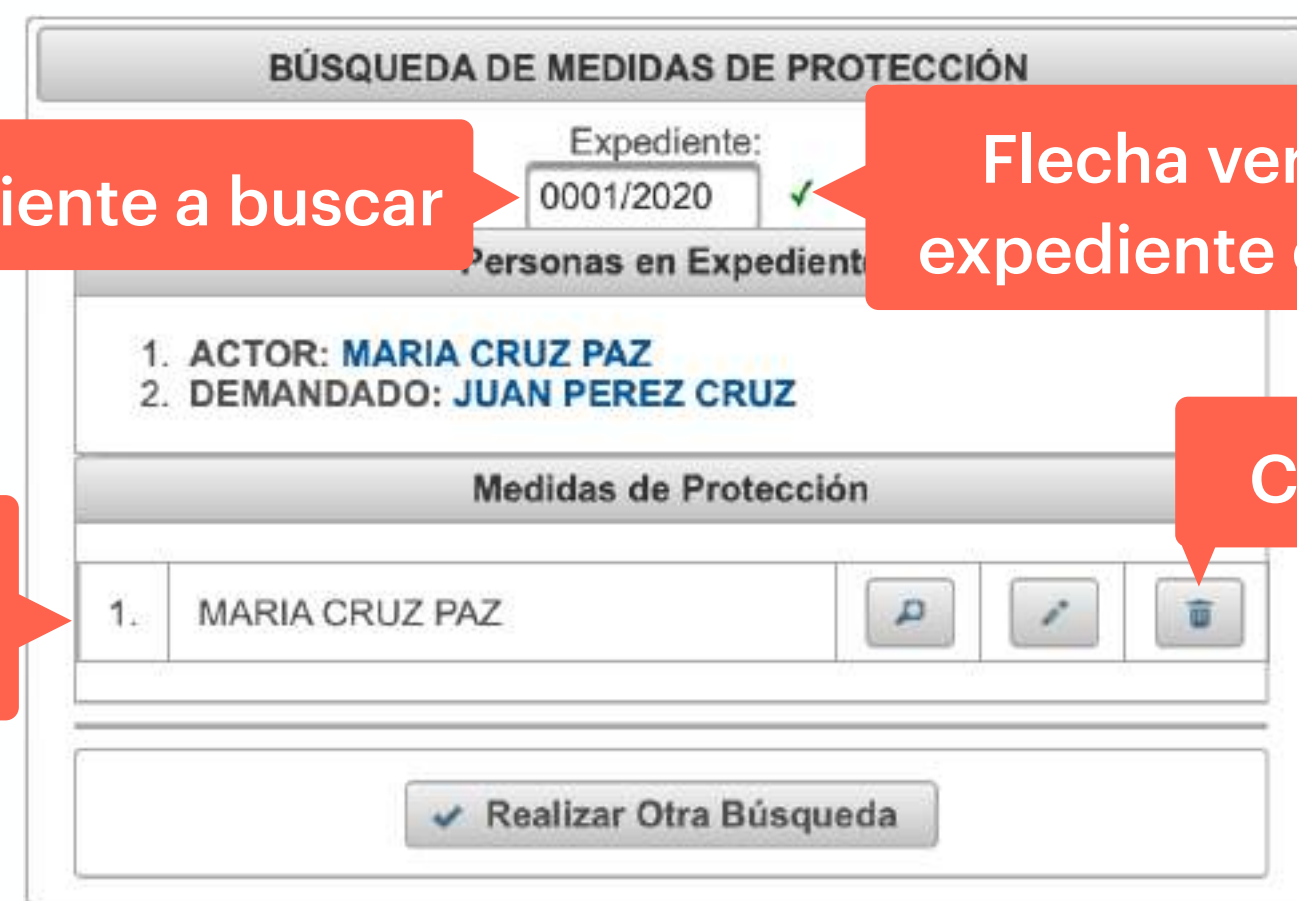 BÚSQUEDA DE MEDIDAS DE PROTECCIÓN
Expediente:
iente a buscar
0001/2020
Flecha ver
expediente
Personas en Expedient
1. ACTOR: MARIA CRUZ PAZ
2. DEMANDADO: JUAN PEREZ CRUZ
C
Medidas de Protección
1. MARIA CRUZ PAZ
Realizar Otra Búsqueda